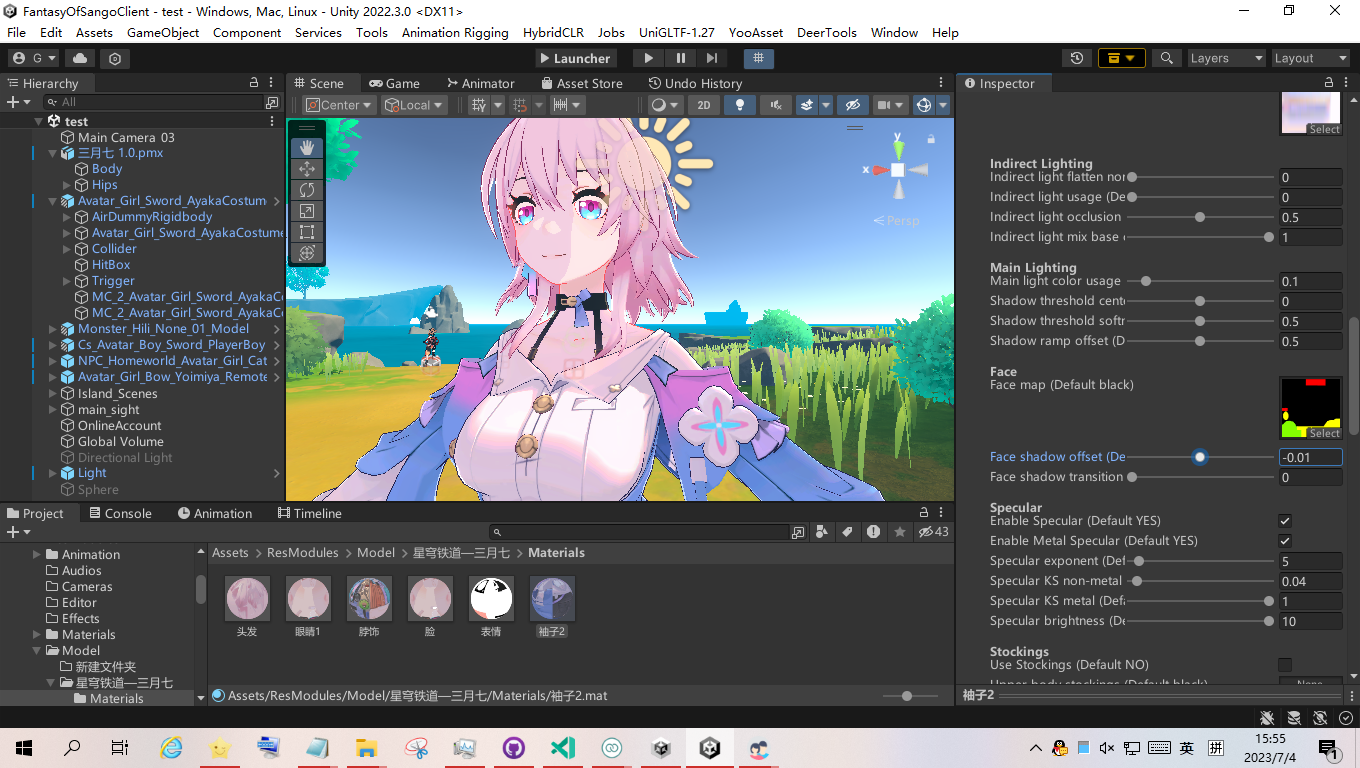 FantasyOfSangoClient - test - Windows, Mac, Linux - Unity 2022.3.0 <DX11>
File Edit Assets GameObject Component Services Tools Animation Rigging HybridCLR Jobs UniGLTF-1.27 YooAsset DeerTools Window Help
G Launcher Layers Layout
Hierarchy
All
test
Main Camera 03
三月七 1.0.pmx
Body
Hips
Avatar_Girl_Sword_AyakaCostume
AirDummyRigidbody
Avatar_Girl_Sword_AyakaCostume
Collider
HitBox
Trigger
MC_2_Avatar_Girl_Sword_AyakaCo
MC_2_Avatar_Girl_Sword_AyakaCo
Monster_Hili_None_01_Model
Cs_Avatar_Boy_Sword_PlayerBoy
NPC_Homeworld_Avatar_Girl_Cat
Avatar_Girl_Bow_Yoimiya_Remote
Island_Scenes
main_sight
OnlineAccount
Global Volume
Directional Light
Light
Sphere
Scene Game Animator Asset Store Undo History
Center Local 2D
y
x
Persp
Inspector
Select
Indirect Lighting
Indirect light flatten nor 0
Indirect light usage (De 0
Indirect light occlusion 0.5
Indirect light mix base 1
Main Lighting
Main light color usage 0.1
Shadow threshold cent 0
Shadow threshold soft 0.5
Shadow ramp offset (D 0.5
Face
Face map (Default black)
Select
Face shadow offset (De -0.01
Face shadow transition 0
Specular
Enable Specular (Default YES)
Enable Metal Specular (Default YES)
Specular exponent (Def 5
Specular KS non-metal 0.04
Specular KS metal (Defa 1
Specular brightness (De 10
Stockings
Use Stockings (Default NO)
Upper body stockings (Default black)
None
袖子2
Project Console Animation Timeline
43
Animation
Audios
Cameras
Editor
Effects
Materials
Model
新建文件夹
星穹铁道—三月七
Materials
Assets > ResModules > Model > 星穹铁道—三月七 > Materials
头发 眼睛1 脖饰 脸 表情 袖子2
Assets/ResModules/Model/星穹铁道—三月七/Materials/袖子2.mat
英 拼
15:55
2023/7/4
1